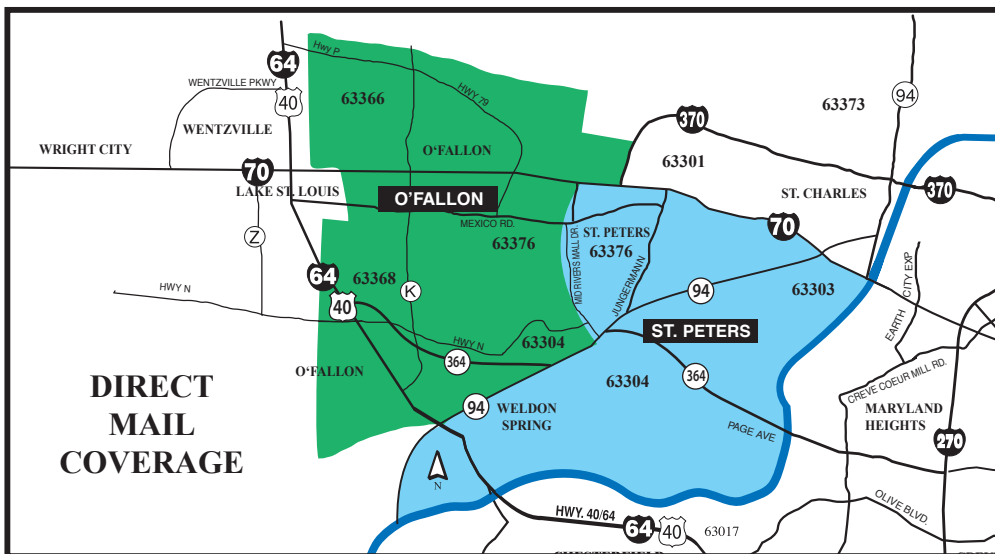 Hwy P
64
WENTZVILLE PKWY
40
HWY 79
63366
63373
94
370
WENTZVILLE
WRIGHT CITY
O'FALLON
63301
70
LAKE ST. LOUIS
O'FALLON
ST. CHARLES
370
MEXICO RD.
ST. PETERS
63376
63376
70
Z
MID RIVERS MALL DR.
JUNGERMANN
64
63368
K
94
63303
EARTH CITY EXP
HWY N
40
HWY N
63304
ST. PETERS
O'FALLON
364
63304
364
CREVE COEUR MILL RD.
DIRECT
MAIL
COVERAGE
94
WELDON
SPRING
MARYLAND
HEIGHTS
PAGE AVE
270
N
HWY. 40/64
64
40
63017
OLIVE BLVD.